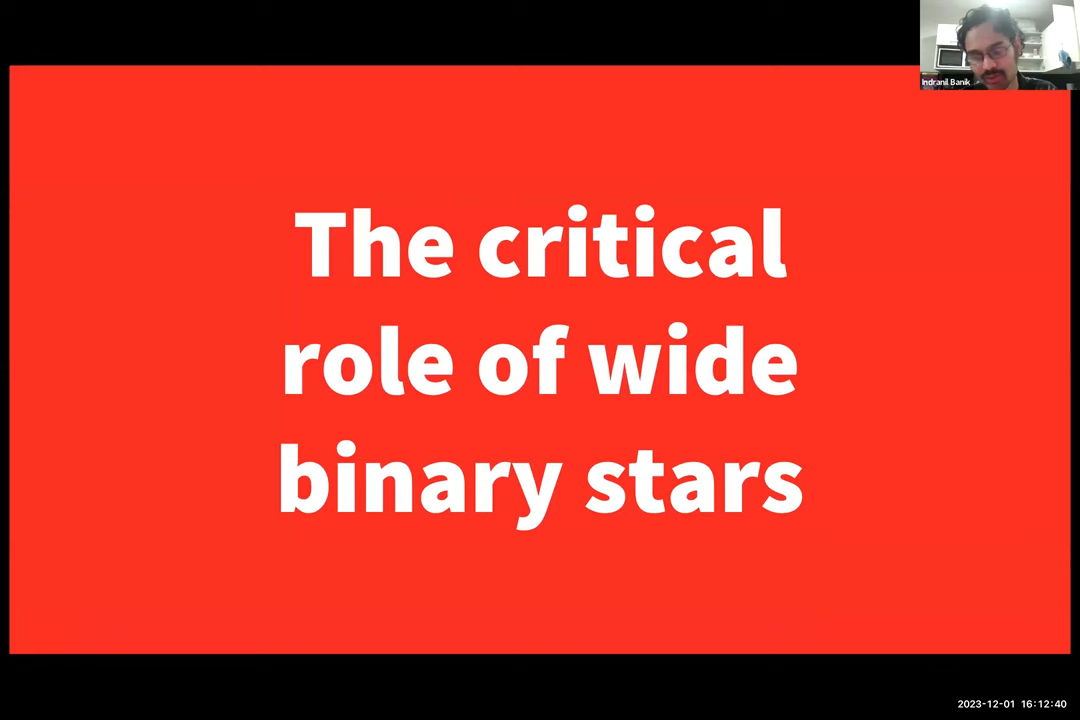 Indranil Banik
The critical
role of wide
binary stars
2023-12-01 16:12:40